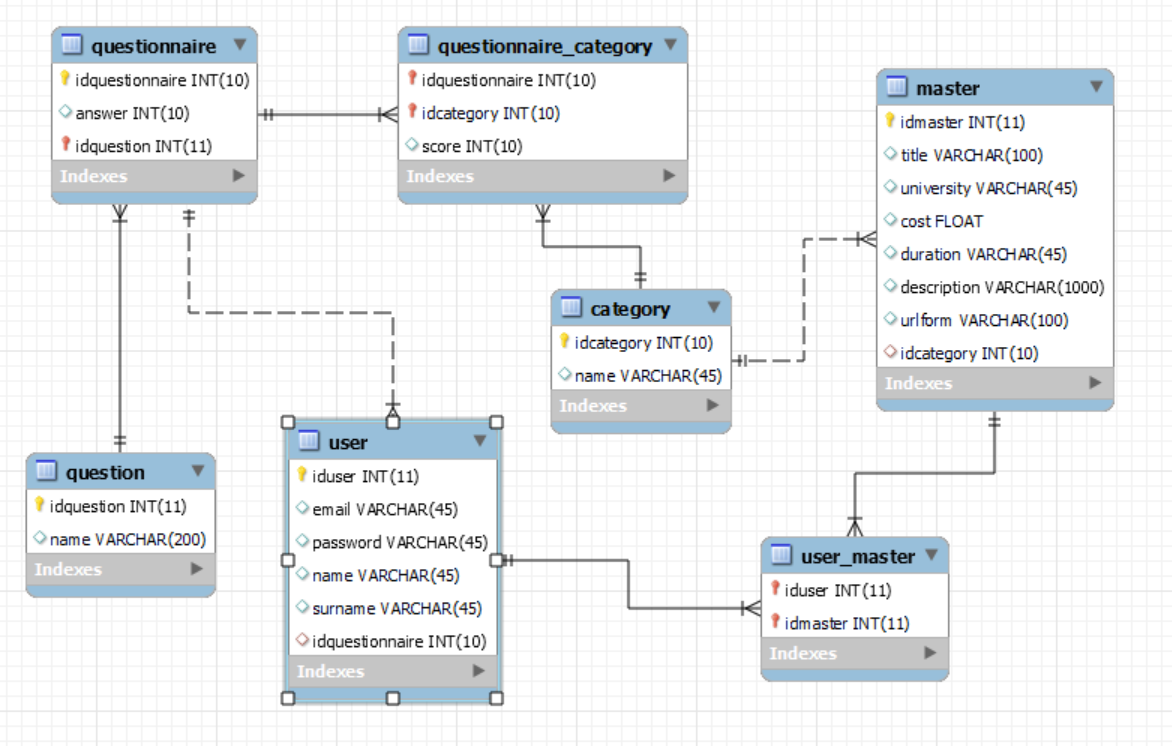 questionnaire
idquestionnaire INT(10)
answer INT(10)
idquestion INT(11)
Indexes
questionnaire_category
idquestionnaire INT(10)
idcategory INT(10)
score INT(10)
Indexes
master
idmaster INT(11)
title VARCHAR(100)
university VARCHAR(45)
cost FLOAT
duration VARCHAR(45)
description VARCHAR(1000)
urlform VARCHAR(100)
idcategory INT(10)
Indexes
category
idcategory INT(10)
name VARCHAR(45)
Indexes
question
idquestion INT(11)
name VARCHAR(200)
Indexes
user
iduser INT(11)
email VARCHAR(45)
password VARCHAR(45)
name VARCHAR(45)
surname VARCHAR(45)
idquestionnaire INT(10)
Indexes
user_master
iduser INT(11)
idmaster INT(11)
Indexes